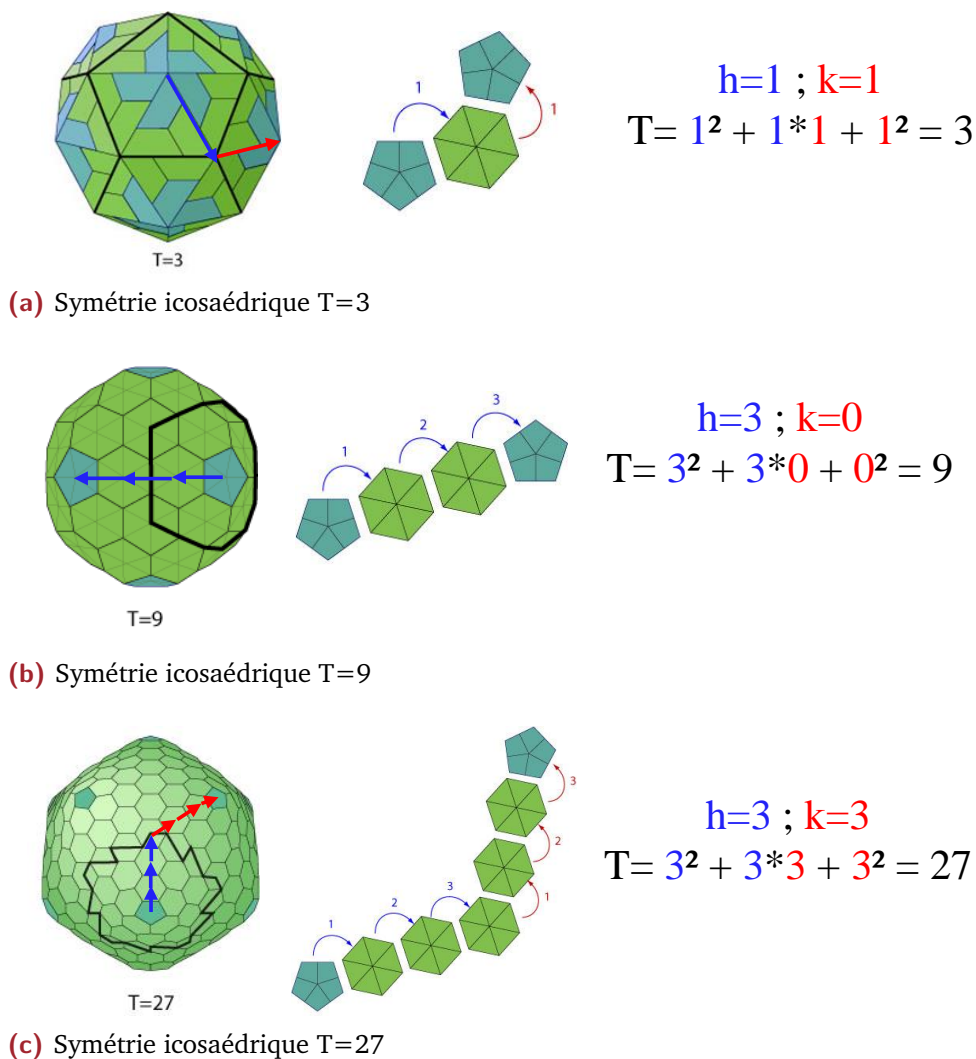 1
1
h=1 ; k=1
T= 1² + 1*1 + 1² = 3
T=3
(a) Symétrie icosaédrique T=3
1
2
3
h=3 ; k=0
T= 3² + 3*0 + 0² = 9
T=9
(b) Symétrie icosaédrique T=9
1
2
3
1
2
3
h=3 ; k=3
T= 3² + 3*3 + 3² = 27
T=27
(c) Symétrie icosaédrique T=27